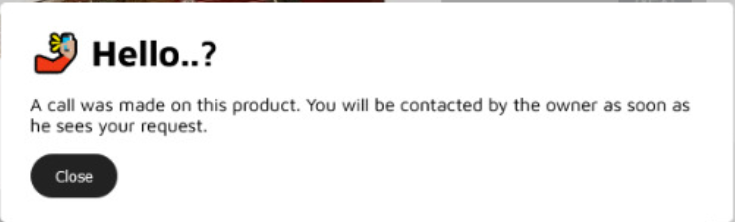 Hello..?
A call was made on this product. You will be contacted by the owner as soon as
he sees your request.
Close